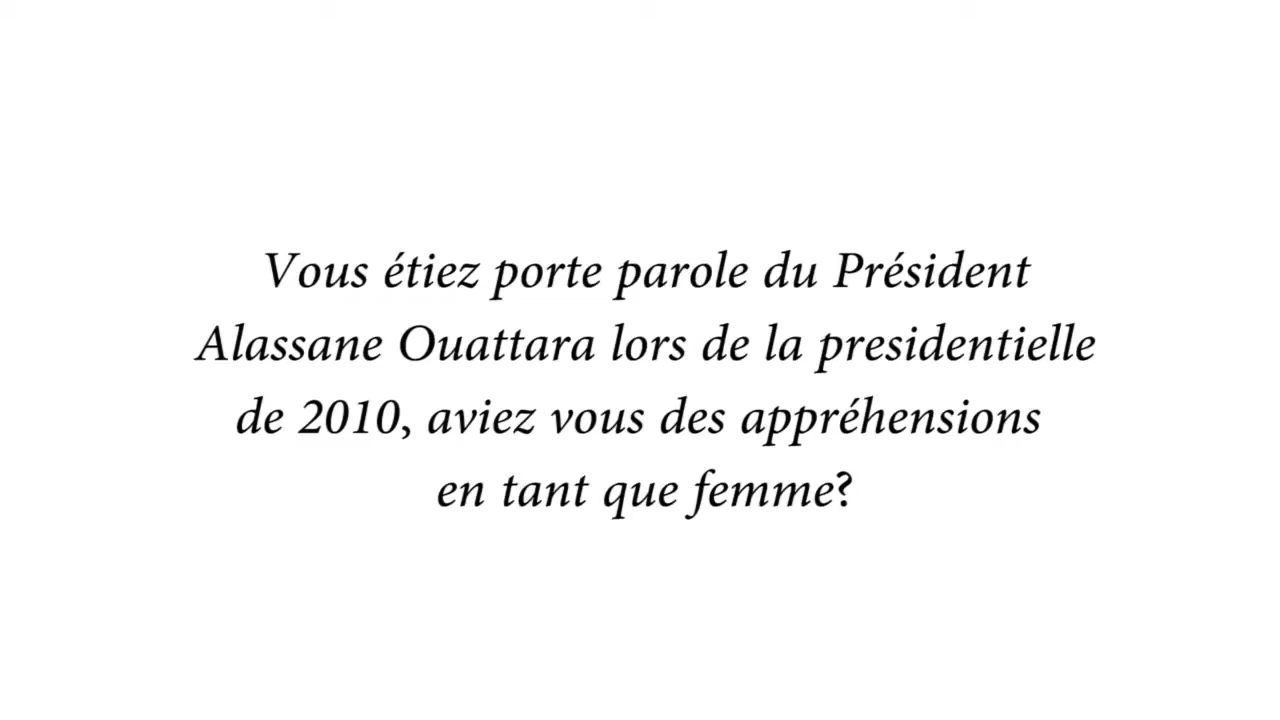 Vous étiez porte parole du Président
Alassane Ouattara lors de la presidentielle
de 2010, aviez vous des appréhensions
en tant que femme?